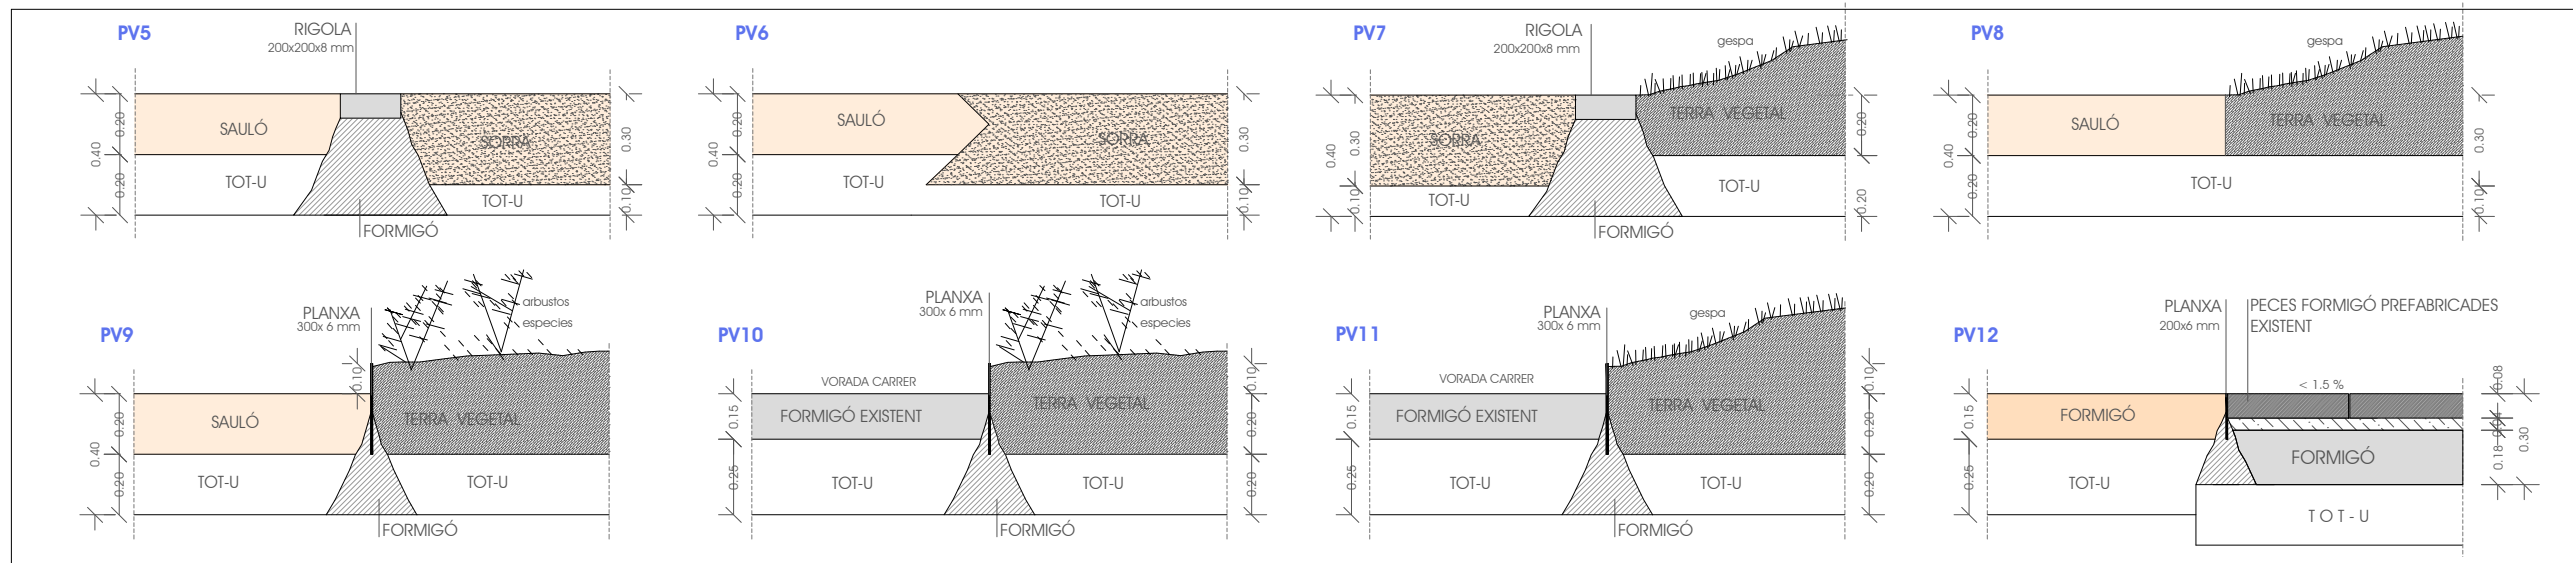 PV5
RIGOLA
200x200x8 mm
SAULÓ
SORRA
TOT-U
TOT-U
FORMIGÓ
0.40
0.20
0.20
0.30
0.10
PV6
SAULÓ
SORRA
TOT-U
TOT-U
0.40
0.20
0.20
0.30
0.10
PV7
RIGOLA
200x200x8 mm
gespa
SORRA
TERRA VEGETAL
TOT-U
TOT-U
FORMIGÓ
0.40
0.30
0.10
0.20
0.20
PV8
gespa
SAULÓ
TERRA VEGETAL
TOT-U
0.40
0.20
0.20
0.30
0.10
PV9
PLANXA
300x 6 mm
arbustos
especies
0.10
SAULÓ
TERRA VEGETAL
TOT-U
TOT-U
FORMIGÓ
0.40
0.20
0.20
PV10
PLANXA
300x 6 mm
arbustos
especies
VORADA CARRER
FORMIGÓ EXISTENT
TERRA VEGETAL
TOT-U
TOT-U
FORMIGÓ
0.15
0.25
0.10
0.20
0.20
PV11
PLANXA
300x 6 mm
gespa
VORADA CARRER
FORMIGÓ EXISTENT
TERRA VEGETAL
TOT-U
TOT-U
FORMIGÓ
0.15
0.25
0.10
0.20
0.20
PV12
PLANXA
200x6 mm
PECES FORMIGÓ PREFABRICADES
EXISTENT
< 1.5 %
FORMIGÓ
FORMIGÓ
TOT-U
TOT-U
0.15
0.25
0.08
0.18
0.30